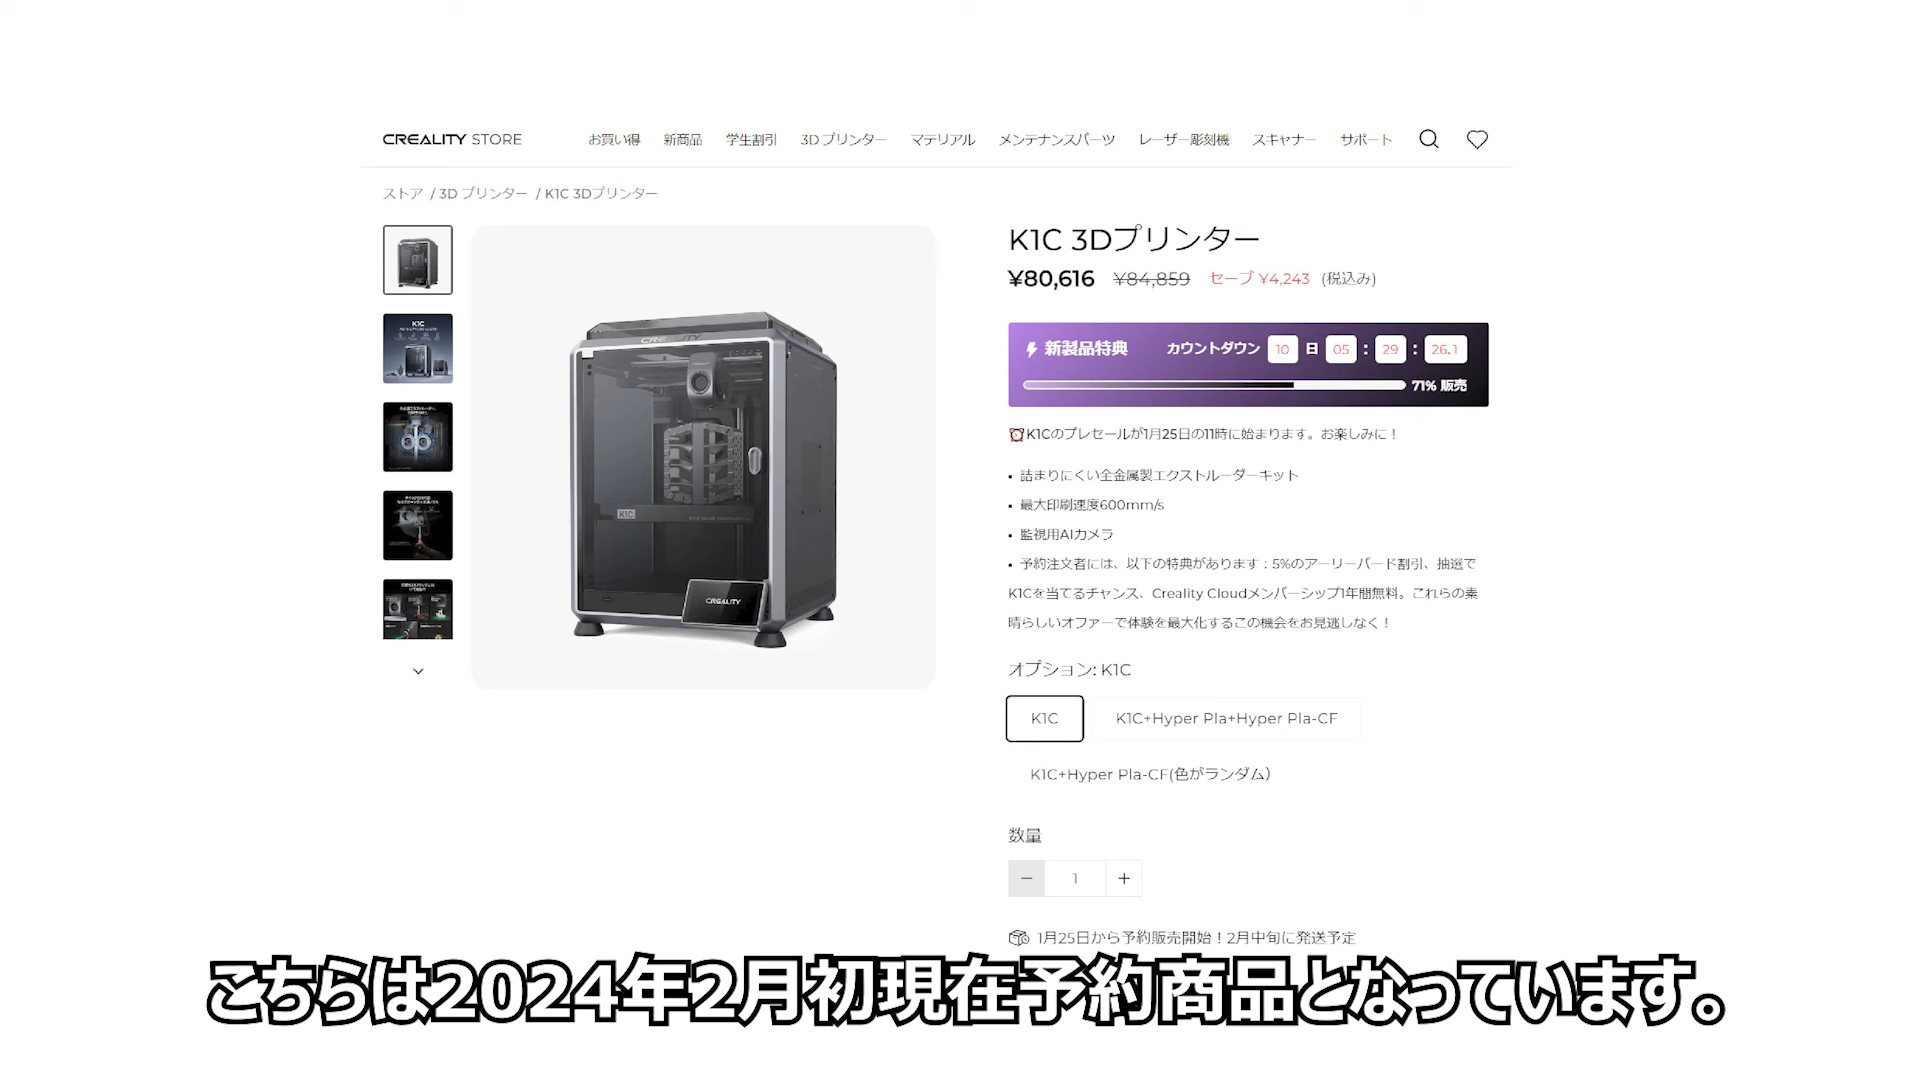 CREALITY STORE お買い得 新商品 学生割引 3D プリンター マテリアル メンテナンスパーツ レーザー彫刻機 スキャナー サポート
ストア / 3D プリンター / K1C 3Dプリンター
K1C 3Dプリンター
¥80,616 ¥84,859 セーブ ¥4,243 (税込み)
新製品特典 カウントダウン 10 日 05 : 29 : 26.1
71% 販売
K1Cのプレセールが1月25日の11時に始まります。お楽しみに！
• 詰まりにくい全金属製エクストルーダーキット
• 最大印刷速度600mm/s
• 監視用AIカメラ
• 予約注文者には、以下の特典があります：5%のアーリーバード割引、抽選で
K1Cを当てるチャンス、Creality Cloudメンバーシップ1年間無料。これらの素
晴らしいオファーで体験を最大化するこの機会をお見逃しなく！
オプション: K1C
K1C K1C+Hyper Pla+Hyper Pla-CF
K1C+Hyper Pla-CF(色がランダム）
数量
− 1 +
1月25日から予約販売開始！2月中旬に発送予定
K1C
CREALITY
K1C
CREALITY
こちらは2024年2月初現在予約商品となっています。